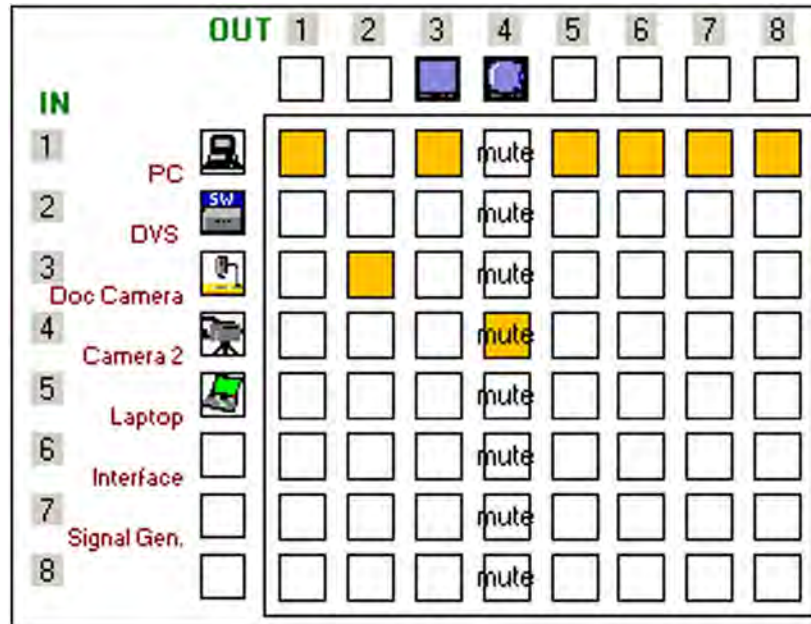 OUT 1 2 3 4 5 6 7 8
IN
1 PC mute
2 DVS SW mute
3 Doc Camera mute
4 Camera 2 mute
5 Laptop mute
6 Interface mute
7 Signal Gen. mute
8 mute